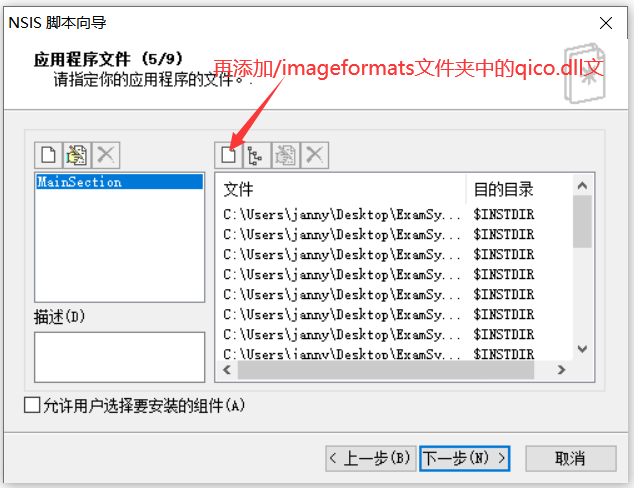 NSIS 脚本向导
应用程序文件 (5/9)
再添加/imageformats文件夹中的qico.dll文
请指定你的应用程序的文件。
MainSection
文件 目的目录
C:\Users\janny\Desktop\ExamSy... $INSTDIR
C:\Users\janny\Desktop\ExamSy... $INSTDIR
C:\Users\janny\Desktop\ExamSy... $INSTDIR
C:\Users\janny\Desktop\ExamSy... $INSTDIR
C:\Users\janny\Desktop\ExamSy... $INSTDIR
C:\Users\janny\Desktop\ExamSy... $INSTDIR
C:\Users\janny\Desktop\ExamSy... $INSTDIR
C:\Users\janny\Desktop\ExamSy... $INSTDIR
描述(D)
允许用户选择要安装的组件(A)
< 上一步(B) 下一步(N) > 取消